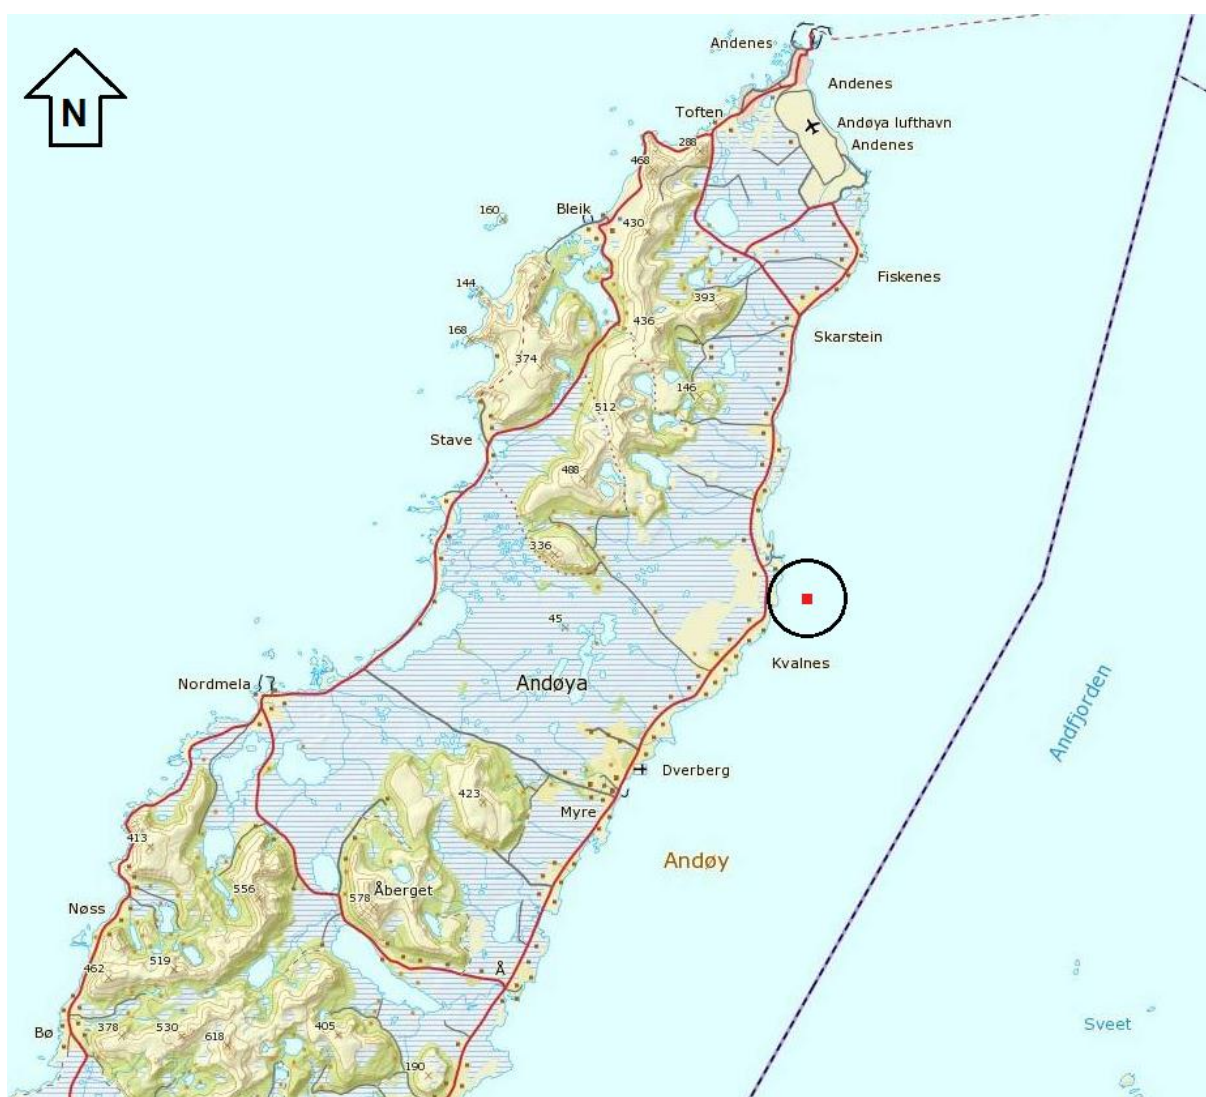 Andenes
N
Andenes
Toften
Andøya lufthavn
Andenes
288
468
160
Bleik
430
Fiskenes
144
393
168
436
Skarstein
374
146
512
Stave
488
336
45
Kvalnes
Nordmela
Andøya
Andfjorden
Dverberg
423
Myre
413
Andøy
556
Åberget
578
Nøss
519
462
Å
Sveet
378
530
405
Bø
618
190